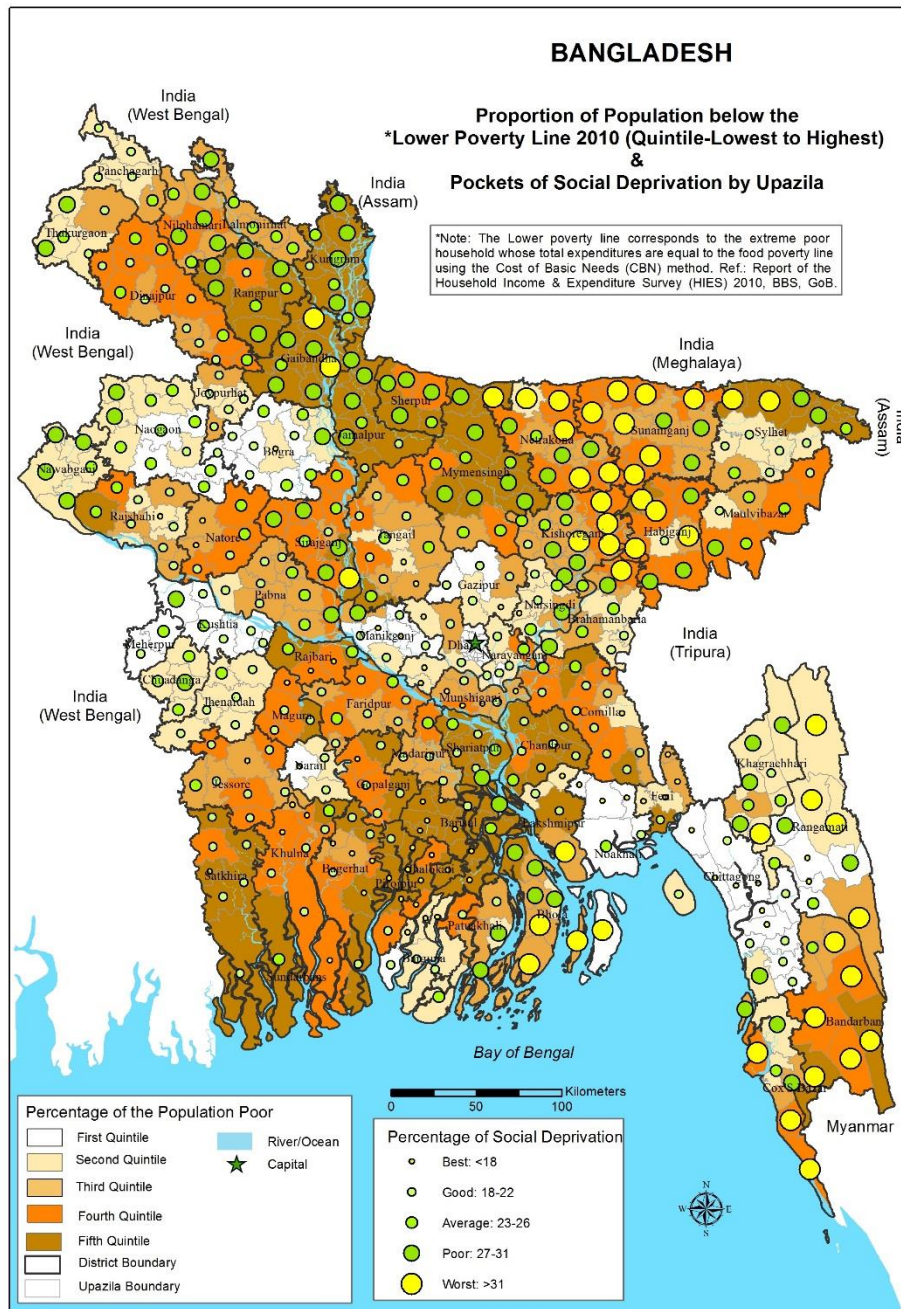 BANGLADESH
Proportion of Population below the
*Lower Poverty Line 2010 (Quintile-Lowest to Highest)
&
Pockets of Social Deprivation by Upazila
*Note: The Lower poverty line corresponds to the extreme poor
household whose total expenditures are equal to the food poverty line
using the Cost of Basic Needs (CBN) method. Ref.: Report of the
Household Income & Expenditure Survey (HIES) 2010, BBS, GoB.
India
(West Bengal)
India
(Assam)
India
(West Bengal)
India
(Meghalaya)
India
(Assam)
India
(Tripura)
India
(West Bengal)
Myanmar
Bay of Bengal
Panchagarh
Thakurgaon
Nilphamari
Lalmonirhat
Kurigram
Dinajpur
Rangpur
Gaibandha
Joypurhat
Naogaon
Bogra
Nawabganj
Rajshahi
Natore
Sirajganj
Pabna
Sherpur
Jamalpur
Mymensingh
Netrakona
Sunamganj
Sylhet
Maulvibazar
Habiganj
Kishoreganj
Tangail
Gazipur
Narsingdi
Brahamanbaria
Manikganj
Dhaka
Narayanganj
Munshiganj
Comilla
Kushtia
Meherpur
Chuadanga
Jhenaidah
Magura
Rajbari
Faridpur
Madaripur
Shariatpur
Chandpur
Jessore
Narail
Gopalganj
Barisal
Lakshmipur
Noakhali
Feni
Khagrachhari
Rangamati
Chittagong
Bandarban
Cox'S Bazar
Satkhira
Khulna
Bagerhat
Pirojpur
Jhalokati
Patuakhali
Barguna
Bhola
Sundarbans
Kilometers
0 25 50 100
Percentage of the Population Poor
First Quintile
Second Quintile
Third Quintile
Fourth Quintile
Fifth Quintile
District Boundary
Upazila Boundary
River/Ocean
Capital
Percentage of Social Deprivation
Best: <18
Good: 18-22
Average: 23-26
Poor: 27-31
Worst: >31
N
W E
S